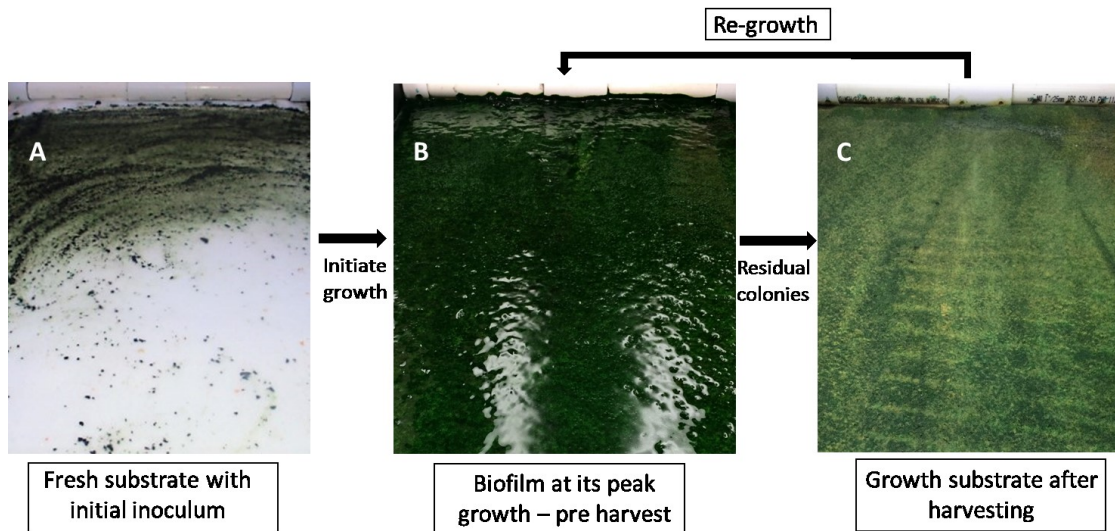 Re-growth
A
B
C
Initiate
growth
Residual
colonies
Fresh substrate with
initial inoculum
Biofilm at its peak
growth – pre harvest
Growth substrate after
harvesting